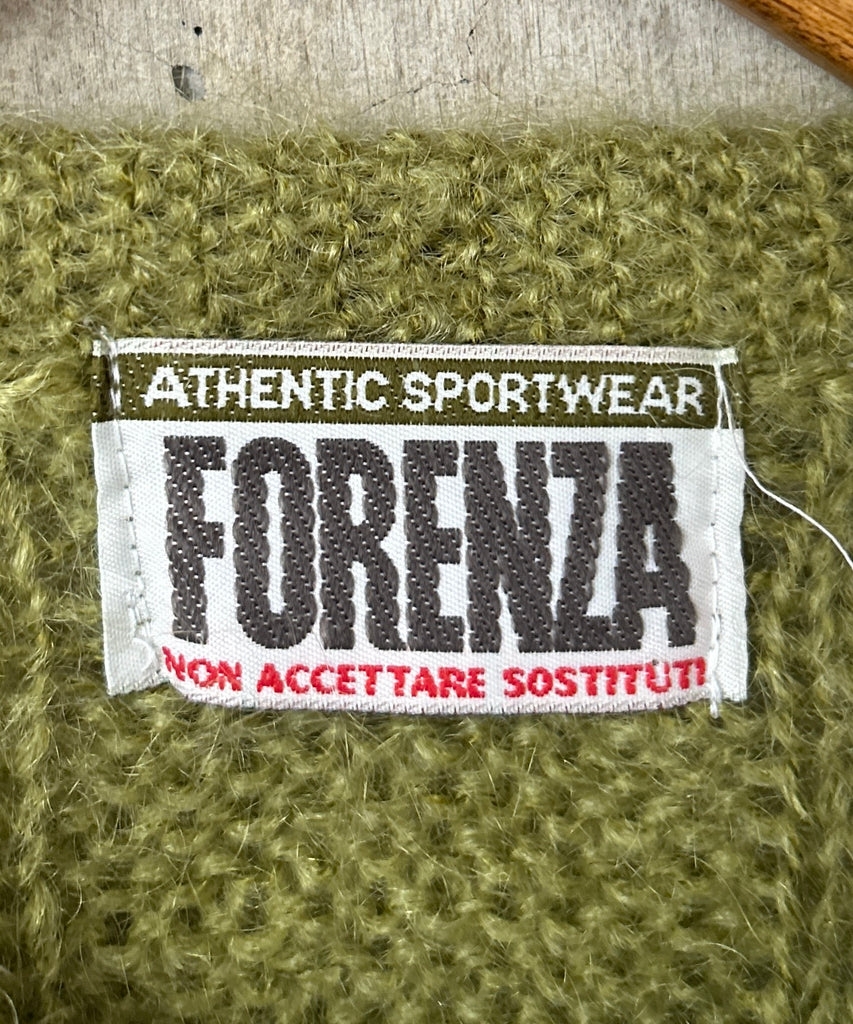 ATHENTIC SPORTWEAR
FORENZA
NON ACCETTARE SOSTITUTI